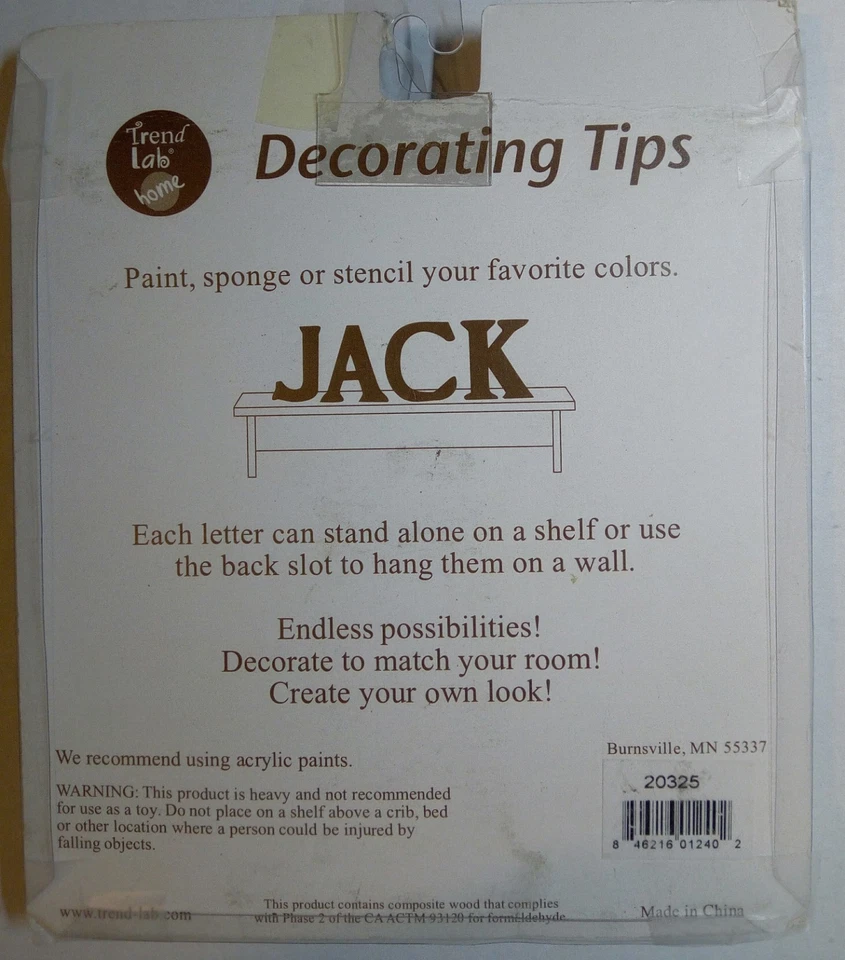 Trend
Lab®
home
Decorating Tips
Paint, sponge or stencil your favorite colors.
JACK
Each letter can stand alone on a shelf or use
the back slot to hang them on a wall.
Endless possibilities!
Decorate to match your room!
Create your own look!
We recommend using acrylic paints.
WARNING: This product is heavy and not recommended
for use as a toy. Do not place on a shelf above a crib, bed
or other location where a person could be injured by
falling objects.
Burnsville, MN 55337
20325
8 46216 01240 2
www.trend-lab.com
This product contains composite wood that complies
with Phase 2 of the CA ACTM 93120 for formaldehyde
Made in China